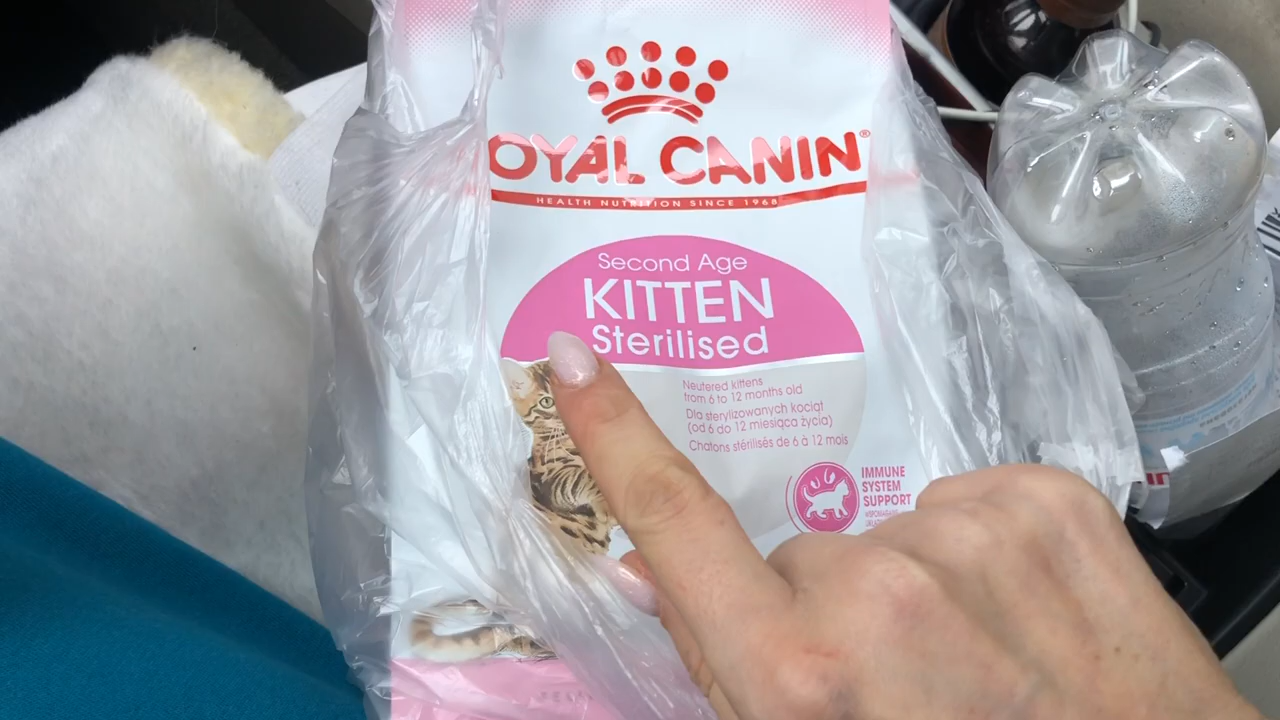 OYAL CANIN®
HEALTH NUTRITION SINCE 1968
Second Age
KITTEN
Sterilised
Neutered kittens
from 6 to 12 months old
Dla sterylizowanych kociąt
(od 6 do 12 miesiąca życia)
Chatons stérilisés de 6 à 12 mois
IMMUNE
SYSTEM
SUPPORT